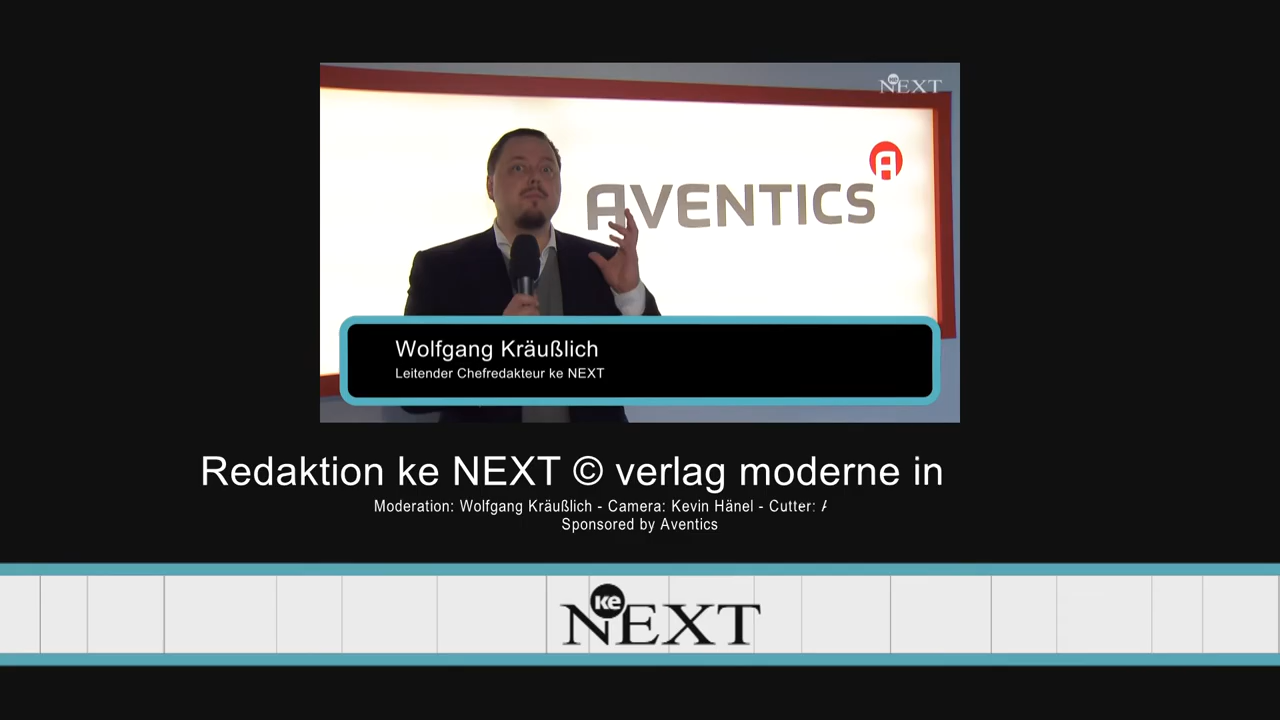 ke NEXT
A
AVENTICS
Wolfgang Kräußlich
Leitender Chefredakteur ke NEXT
Redaktion ke NEXT © verlag moderne in
Moderation: Wolfgang Kräußlich - Camera: Kevin Hänel - Cutter:
Sponsored by Aventics
ke NEXT